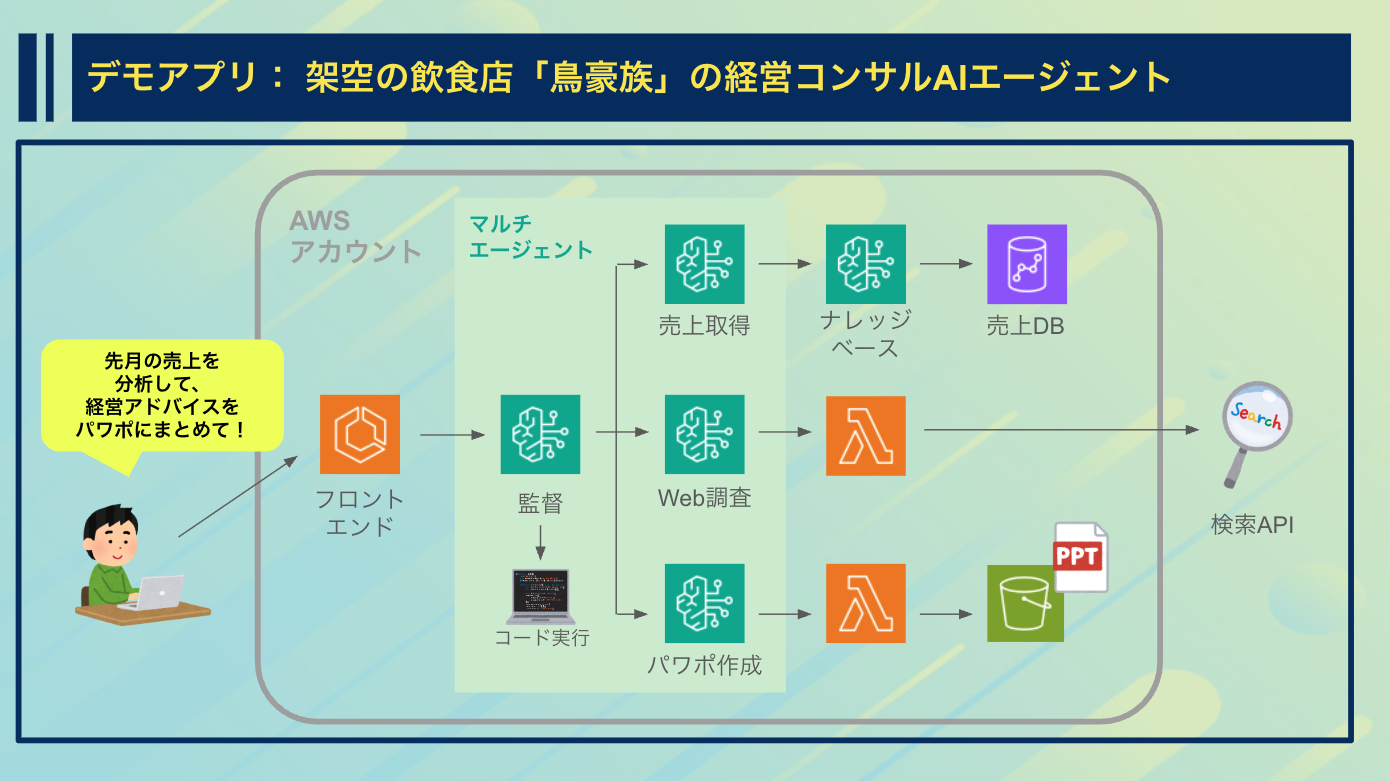 デモアプリ： 架空の飲食店「鳥豪族」の経営コンサルAIエージェント
AWS
アカウント
マルチ
エージェント
売上取得
ナレッジ
ベース
売上DB
先月の売上を
分析して、
経営アドバイスを
パワポにまとめて！
フロント
エンド
監督
Web調査
Search
検索API
コード実行
パワポ作成
PPT